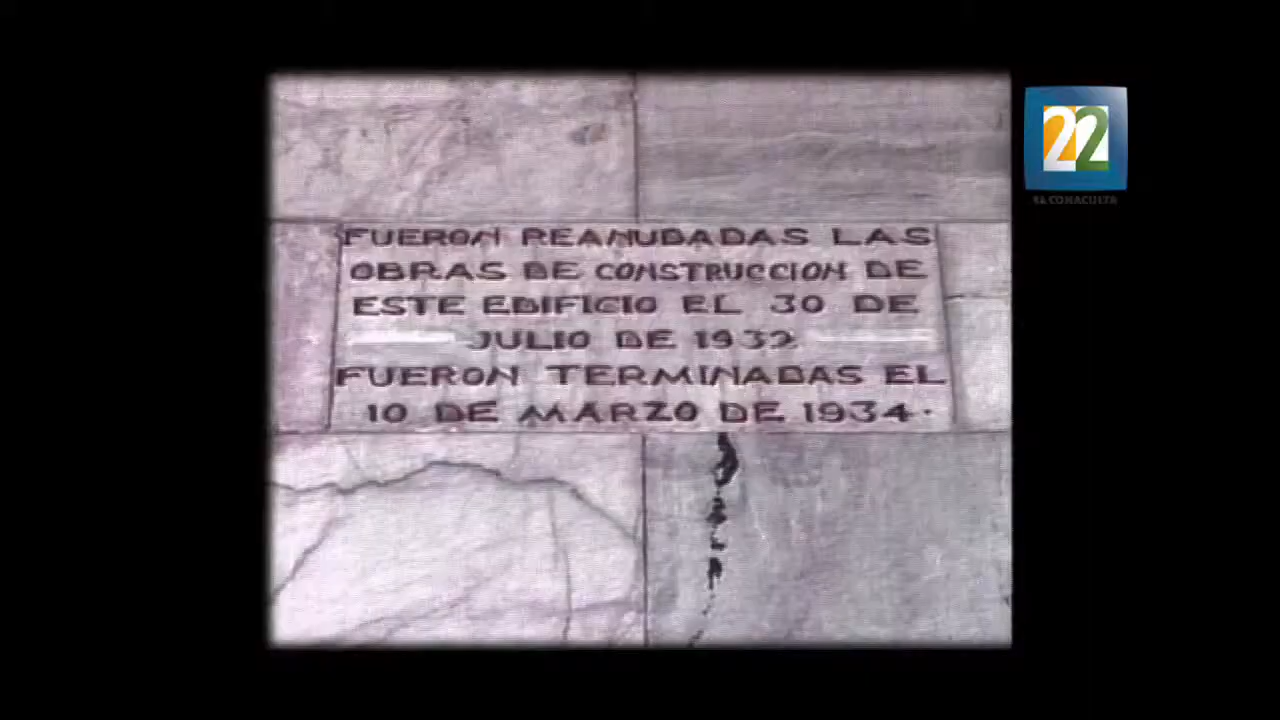 22
FUERON REANUDADAS LAS
OBRAS DE CONSTRUCCION DE
ESTE EDIFICIO EL 30 DE
JULIO DE 1932
FUERON TERMINADAS EL
10 DE MARZO DE 1934.